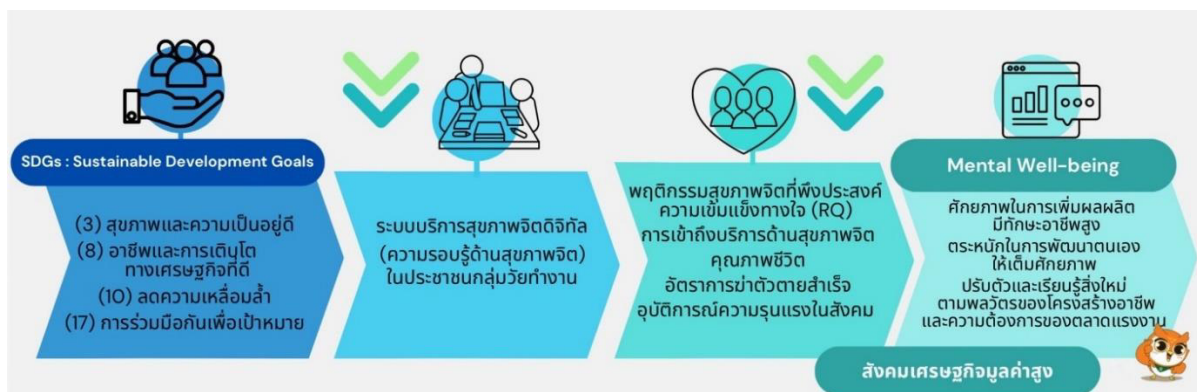 SDGs : Sustainable Development Goals
(3) สุขภาพและความเป็นอยู่ดี
(8) อาชีพและการเติบโต
ทางเศรษฐกิจที่ดี
(10) ลดความเหลื่อมล้ำ
(17) การร่วมมือกันเพื่อเป้าหมาย
ระบบบริการสุขภาพจิตดิจิทัล
(ความรอบรู้ด้านสุขภาพจิต)
ในประชาชนกลุ่มวัยทำงาน
พฤติกรรมสุขภาพจิตที่พึงประสงค์
ความเข้มแข็งทางใจ (RQ)
การเข้าถึงบริการด้านสุขภาพจิต
คุณภาพชีวิต
อัตราการฆ่าตัวตายสำเร็จ
อุบัติการณ์ความรุนแรงในสังคม
Mental Well-being
ศักยภาพในการเพิ่มผลผลิต
มีทักษะอาชีพสูง
ตระหนักในการพัฒนาตนเอง
ให้เต็มศักยภาพ
ปรับตัวและเรียนรู้สิ่งใหม่
ตามพลวัตรของโครงสร้างอาชีพ
และความต้องการของตลาดแรงงาน
สังคมเศรษฐกิจมูลค่าสูง